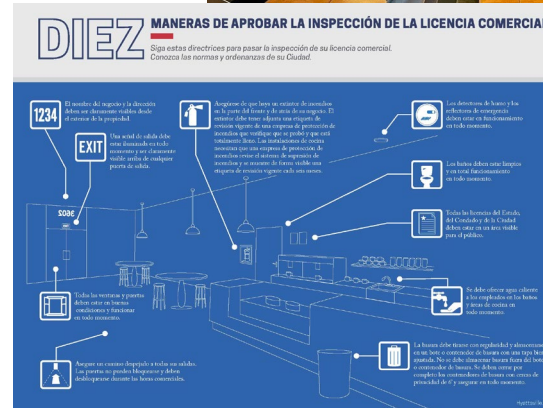 DIEZ
MANERAS DE APROBAR LA INSPECCIÓN DE LA LICENCIA COMERCIAL
Siga estas directrices para pasar la inspección de su licencia comercial.
Conozca las normas y ordenanzas de su Ciudad.
1234
El nombre del negocio y la dirección
deben ser claramente visibles desde
el exterior de la propiedad.
EXIT
Una señal de salida debe
estar iluminada en todo
momento y ser claramente
visible arriba de cualquier
puerta de salida.
3602
Todas las ventanas y puertas
deben estar en buenas
condiciones y funcionar
en todo momento.
Asegure un camino despejado a todas sus salidas.
Las puertas no pueden bloquearse y deben
desbloquearse durante las horas comerciales.
Asegúrese de que haya un extintor de incendios
en la parte del frente y de atrás de su negocio. El
extintor debe tener adjunta una etiqueta de
revisión vigente de una empresa de protección de
incendios que verifique que se probó y que está
totalmente lleno. Las instalaciones de cocina
necesitan que una empresa de protección de
incendios revise el sistema de supresión de
incendios y se muestre de forma visible una
etiqueta de revisión vigente cada seis meses.
Los detectores de humo y los
reflectores de emergencia
deben estar en funcionamiento
en todo momento.
Los baños deben estar limpios
y en total funcionamiento
en todo momento.
Todas las licencias del Estado,
del Condado y de la Ciudad
deben estar en un área visible
para el público.
Se debe ofrecer agua caliente
a los empleados en los baños
y áreas de cocina en
todo momento.
La basura debe tirarse con regularidad y almacenarse
en un bote o contenedor de basura con una tapa bien
ajustada. No se debe almacenar basura fuera del bote
o contenedor de basura. Se deben cercar por
completo los contenedores de basura con cercas de
privacidad de 6' y asegurar en todo momento.